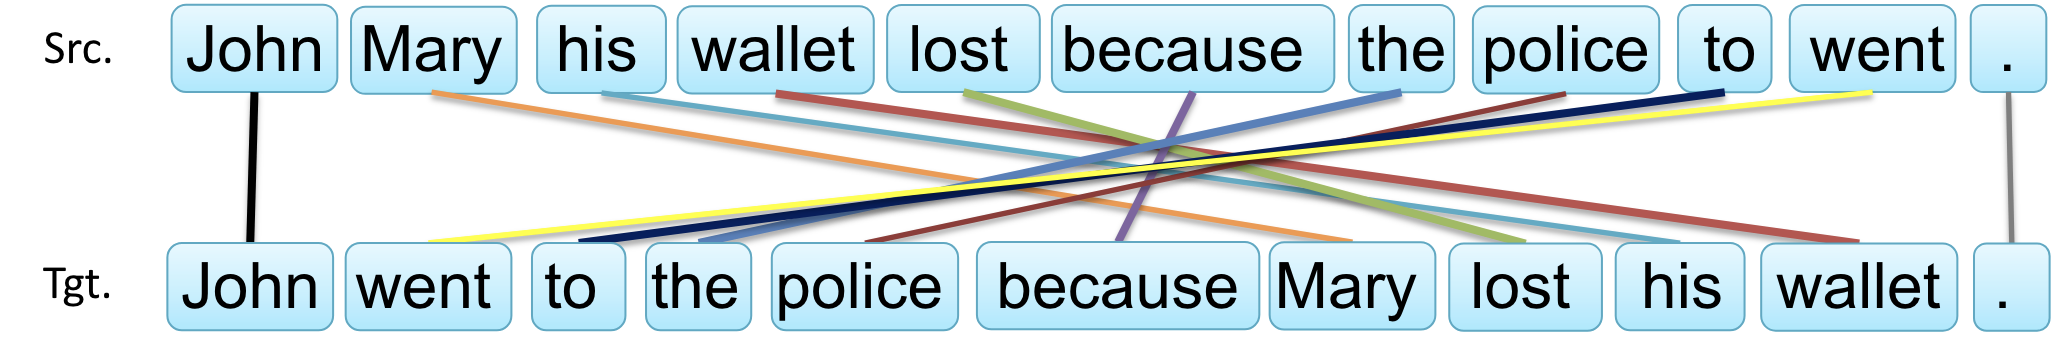 Src. John Mary his wallet lost because the police to went .
Tgt. John went to the police because Mary lost his wallet .